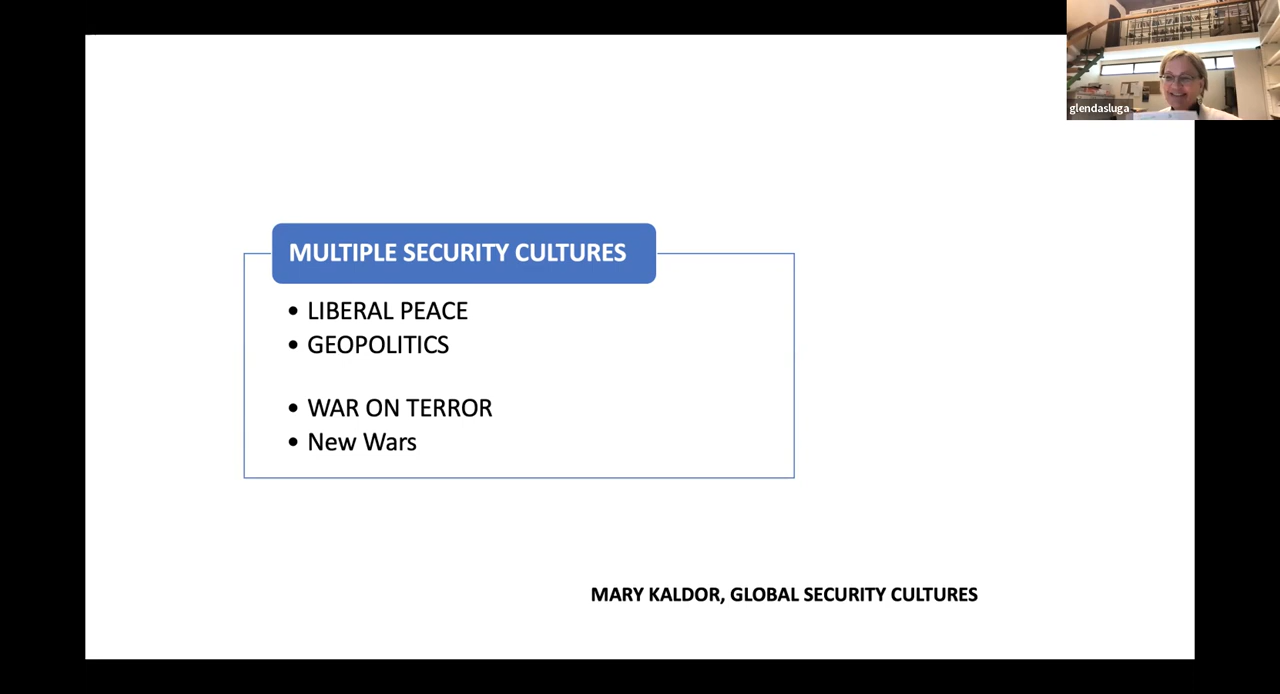 glendasluga
MULTIPLE SECURITY CULTURES
• LIBERAL PEACE
• GEOPOLITICS
• WAR ON TERROR
• New Wars
MARY KALDOR, GLOBAL SECURITY CULTURES